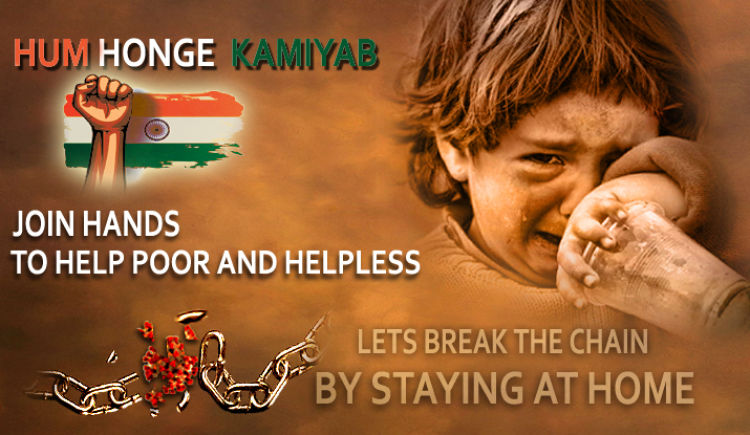 HUM HONGE KAMIYAB
JOIN HANDS
TO HELP POOR AND HELPLESS
LETS BREAK THE CHAIN
BY STAYING AT HOME